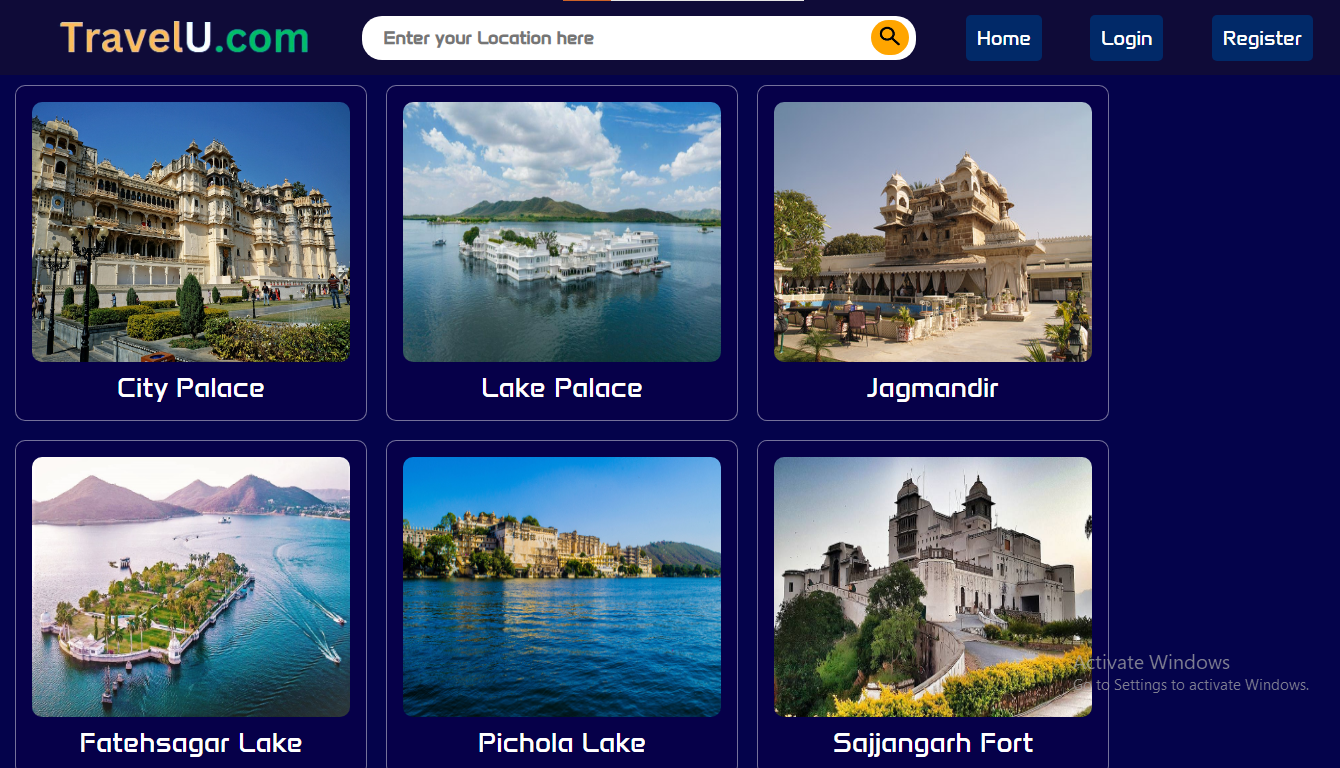 TravelU.com
Enter your Location here
Home
Login
Register
City Palace
Lake Palace
Jagmandir
Fatehsagar Lake
Pichola Lake
Sajjangarh Fort
Activate Windows
Go to Settings to activate Windows.